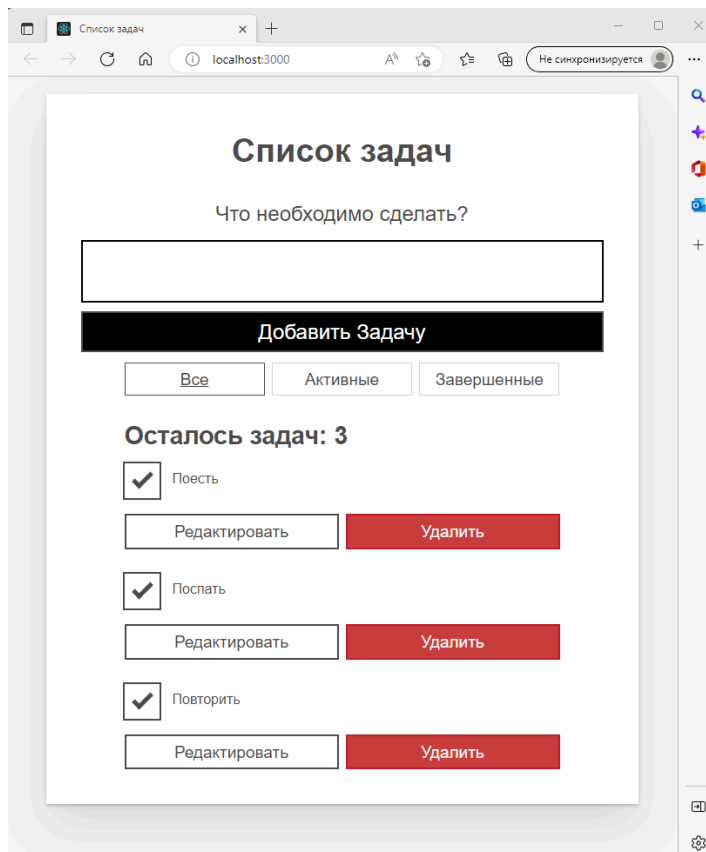 Список задач
localhost:3000
Не синхронизируется
Список задач
Что необходимо сделать?
Добавить Задачу
Все Активные Завершенные
Осталось задач: 3
Поесть
Редактировать Удалить
Поспать
Редактировать Удалить
Повторить
Редактировать Удалить